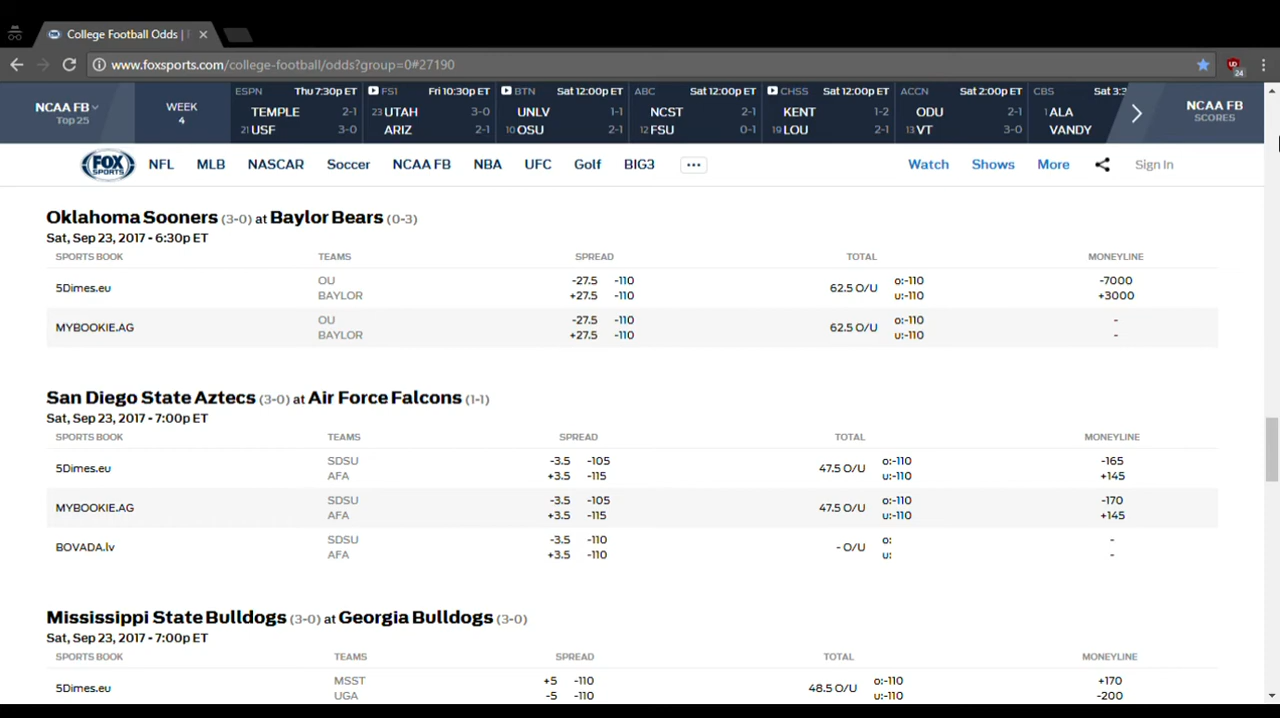 College Football Odds |
www.foxsports.com/college-football/odds?group=0#27190
24
NCAA FB
Top 25
WEEK
4
ESPN Thu 7:30p ET
TEMPLE 2-1
21 USF 3-0
FS1 Fri 10:30p ET
23 UTAH 3-0
ARIZ 2-1
BTN Sat 12:00p ET
UNLV 1-1
10 OSU 2-1
ABC Sat 12:00p ET
NCST 2-1
12 FSU 0-1
CHSS Sat 12:00p ET
KENT 1-2
19 LOU 2-1
ACCN Sat 2:00p ET
ODU 2-1
13 VT 3-0
CBS Sat 3:3
1 ALA
VANDY
NCAA FB
SCORES
FOX SPORTS NFL MLB NASCAR Soccer NCAA FB NBA UFC Golf BIG3 ... Watch Shows More Sign In
Oklahoma Sooners (3-0) at Baylor Bears (0-3)
Sat, Sep 23, 2017 - 6:30p ET
SPORTS BOOK TEAMS SPREAD TOTAL MONEYLINE
5Dimes.eu
OU -27.5 -110 o:-110 -7000
62.5 O/U
BAYLOR +27.5 -110 u:-110 +3000
MYBOOKIE.AG
OU -27.5 -110 o:-110 -
62.5 O/U
BAYLOR +27.5 -110 u:-110 -
San Diego State Aztecs (3-0) at Air Force Falcons (1-1)
Sat, Sep 23, 2017 - 7:00p ET
SPORTS BOOK TEAMS SPREAD TOTAL MONEYLINE
5Dimes.eu
SDSU -3.5 -105 o:-110 -165
47.5 O/U
AFA +3.5 -115 u:-110 +145
MYBOOKIE.AG
SDSU -3.5 -105 o:-110 -170
47.5 O/U
AFA +3.5 -115 u:-110 +145
BOVADA.lv
SDSU -3.5 -110 o: -
- O/U
AFA +3.5 -110 u: -
Mississippi State Bulldogs (3-0) at Georgia Bulldogs (3-0)
Sat, Sep 23, 2017 - 7:00p ET
SPORTS BOOK TEAMS SPREAD TOTAL MONEYLINE
5Dimes.eu
MSST +5 -110 o:-110 +170
48.5 O/U
UGA -5 -110 u:-110 -200